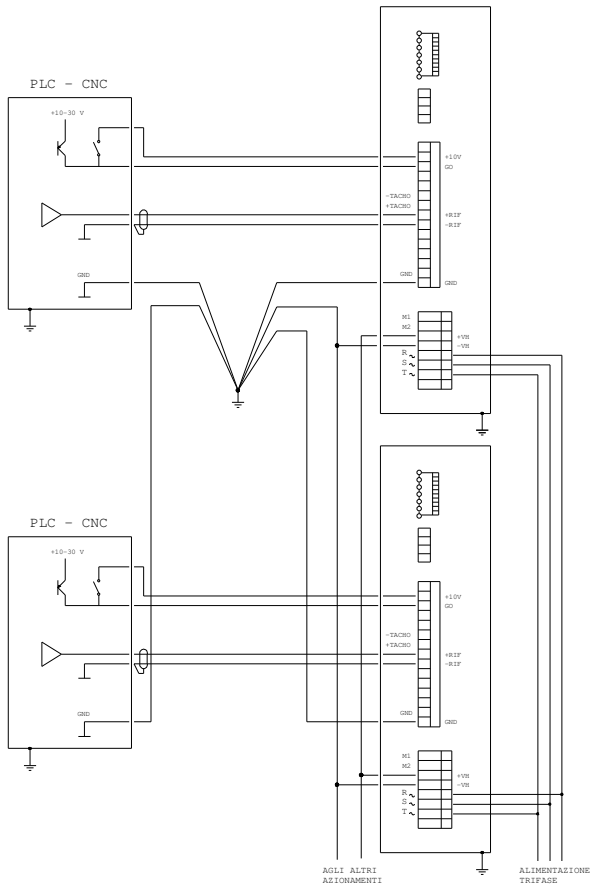 PLC - CNC
+10-30 V
+10V
GO
-TACHO
+TACHO
+RIF
-RIF
GND
GND
GND
M1
M2
+VH
-VH
R
S
T
PLC - CNC
+10-30 V
+10V
GO
-TACHO
+TACHO
+RIF
-RIF
GND
GND
GND
M1
M2
+VH
-VH
R
S
T
AGLI ALTRI
AZIONAMENTI
ALIMENTAZIONE
TRIFASE